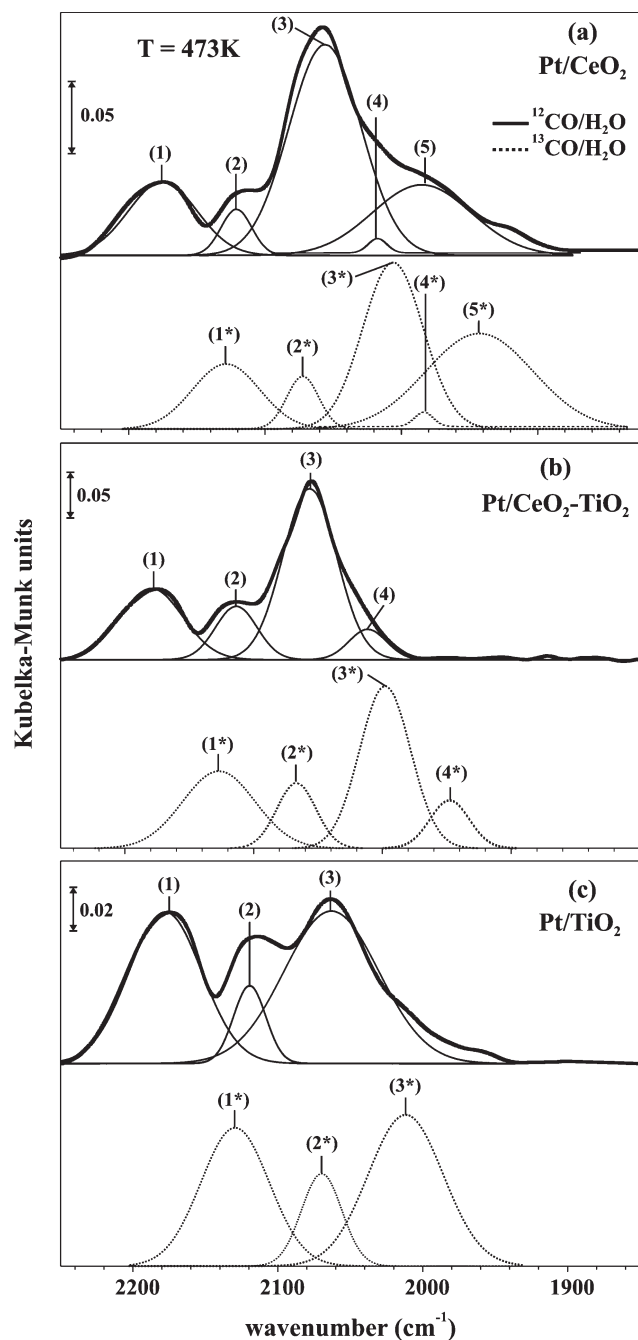 (3)
(a)
T = 473K
Pt/CeO₂
(4)
0.05
¹²CO/H₂O
¹³CO/H₂O
(1)
(2)
(5)
(3*)
(4*)
(5*)
(1*)
(2*)
(3)
(b)
0.05
Pt/CeO₂-TiO₂
(1)
(2)
(4)
(3*)
(1*)
(2*)
(4*)
Kubelka-Munk units
(1)
(3)
(c)
0.02
(2)
Pt/TiO₂
(1*)
(3*)
(2*)
2200 2100 2000 1900
wavenumber (cm⁻¹)